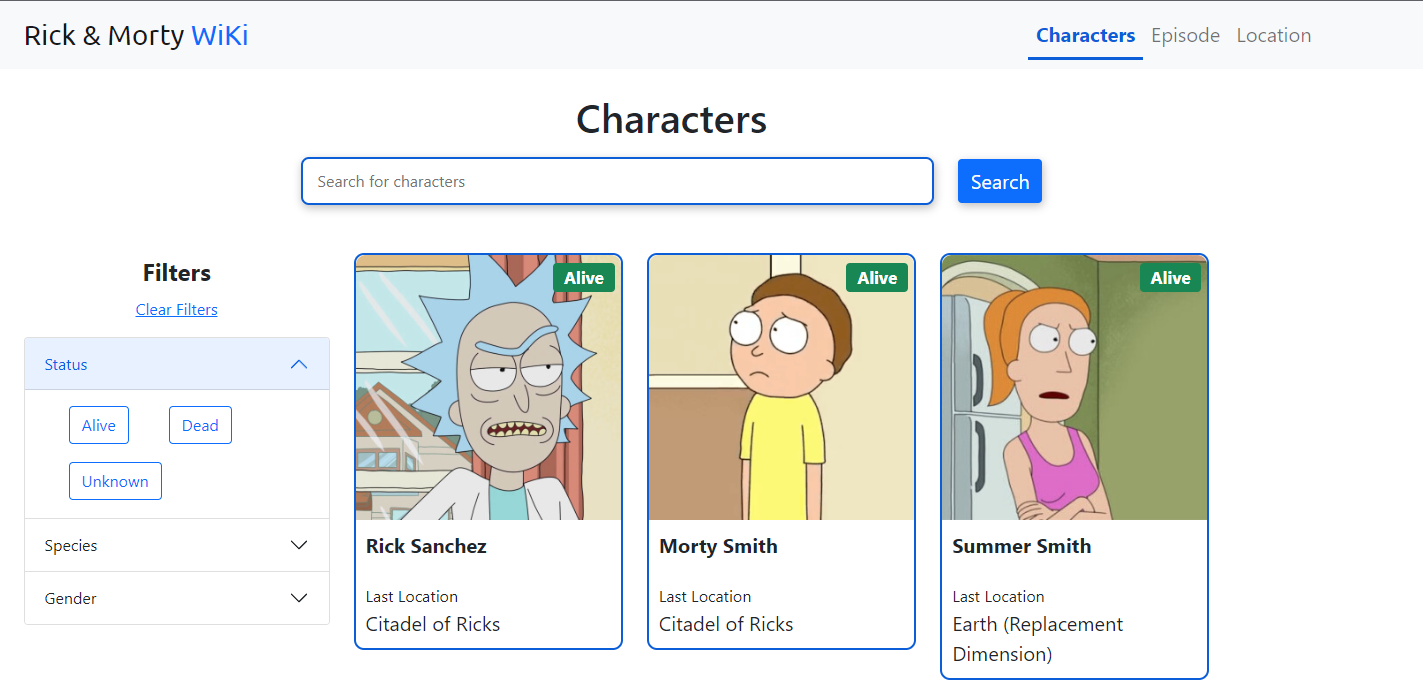 Rick & Morty WiKi
Characters Episode Location
Characters
Search for characters
Search
Filters
Clear Filters
Status
Alive Dead
Unknown
Species
Gender
Alive
Rick Sanchez
Last Location
Citadel of Ricks
Alive
Morty Smith
Last Location
Citadel of Ricks
Alive
Summer Smith
Last Location
Earth (Replacement
Dimension)